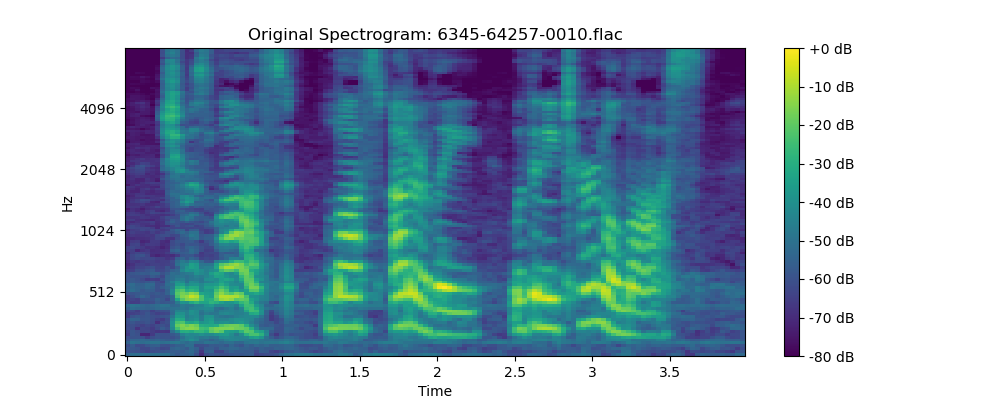 Original Spectrogram: 6345-64257-0010.flac
Hz
4096
2048
1024
512
0
0 0.5 1 1.5 2 2.5 3 3.5
Time
+0 dB
-10 dB
-20 dB
-30 dB
-40 dB
-50 dB
-60 dB
-70 dB
-80 dB